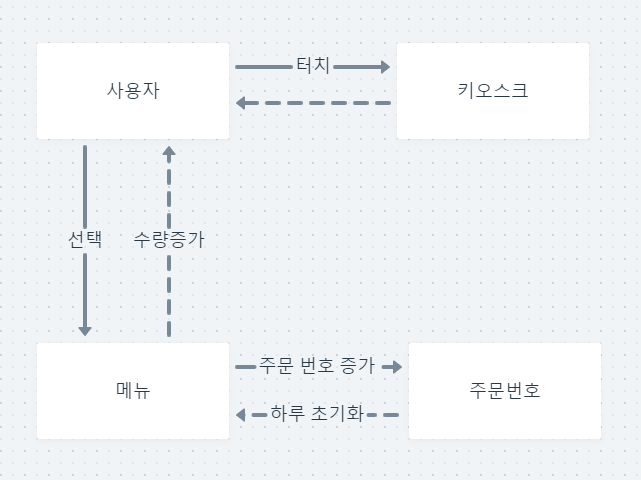 사용자
터치
키오스크
선택
수량증가
메뉴
주문 번호 증가
하루 초기화
주문번호